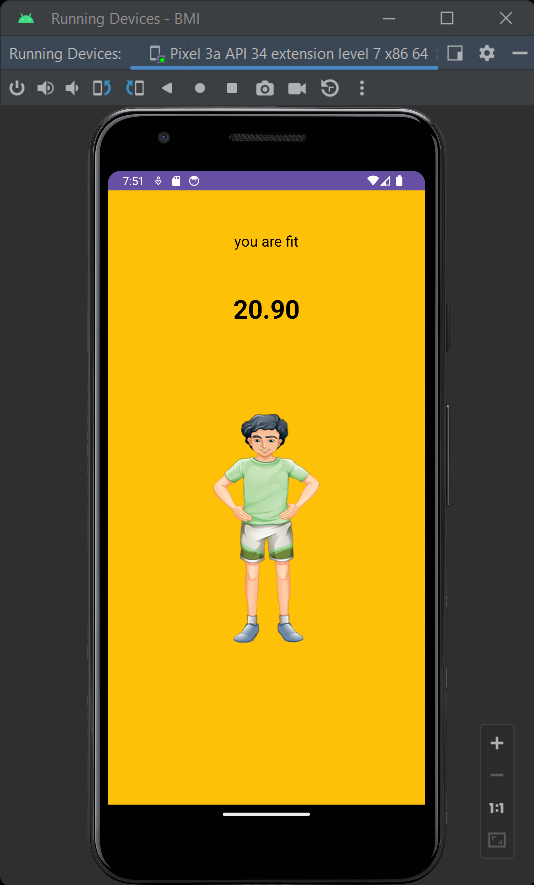 Running Devices - BMI
Running Devices:
Pixel 3a API 34 extension level 7 x86 64
7:51
you are fit
20.90
1:1